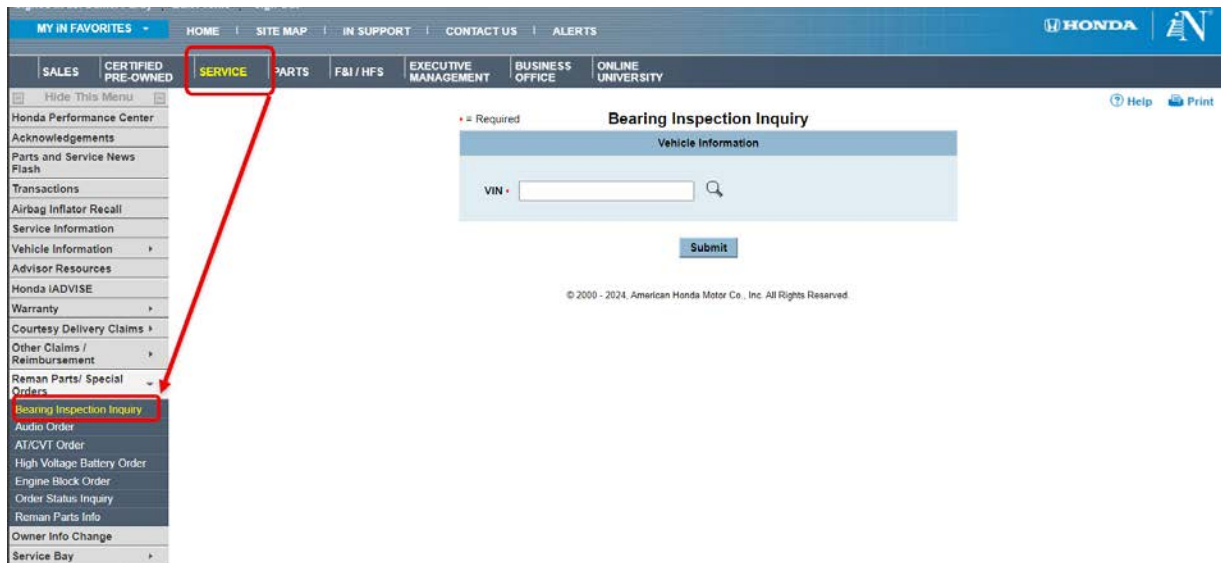 MY iN FAVORITES
HOME | SITE MAP | IN SUPPORT | CONTACT US | ALERTS
HONDA iN
SALES
CERTIFIED
PRE-OWNED
SERVICE
PARTS
F&I / HFS
EXECUTIVE
MANAGEMENT
BUSINESS
OFFICE
ONLINE
UNIVERSITY
Hide This Menu
Honda Performance Center
Acknowledgements
Parts and Service News
Flash
Transactions
Airbag Inflator Recall
Service Information
Vehicle Information
Advisor Resources
Honda iADVISE
Warranty
Courtesy Delivery Claims
Other Claims /
Reimbursement
Reman Parts/ Special
Orders
Bearing Inspection Inquiry
Audio Order
AT/CVT Order
High Voltage Battery Order
Engine Block Order
Order Status Inquiry
Reman Parts Info
Owner Info Change
Service Bay
? Help Print
• = Required
Bearing Inspection Inquiry
Vehicle Information
VIN •
Submit
© 2000 - 2024, American Honda Motor Co., Inc. All Rights Reserved.